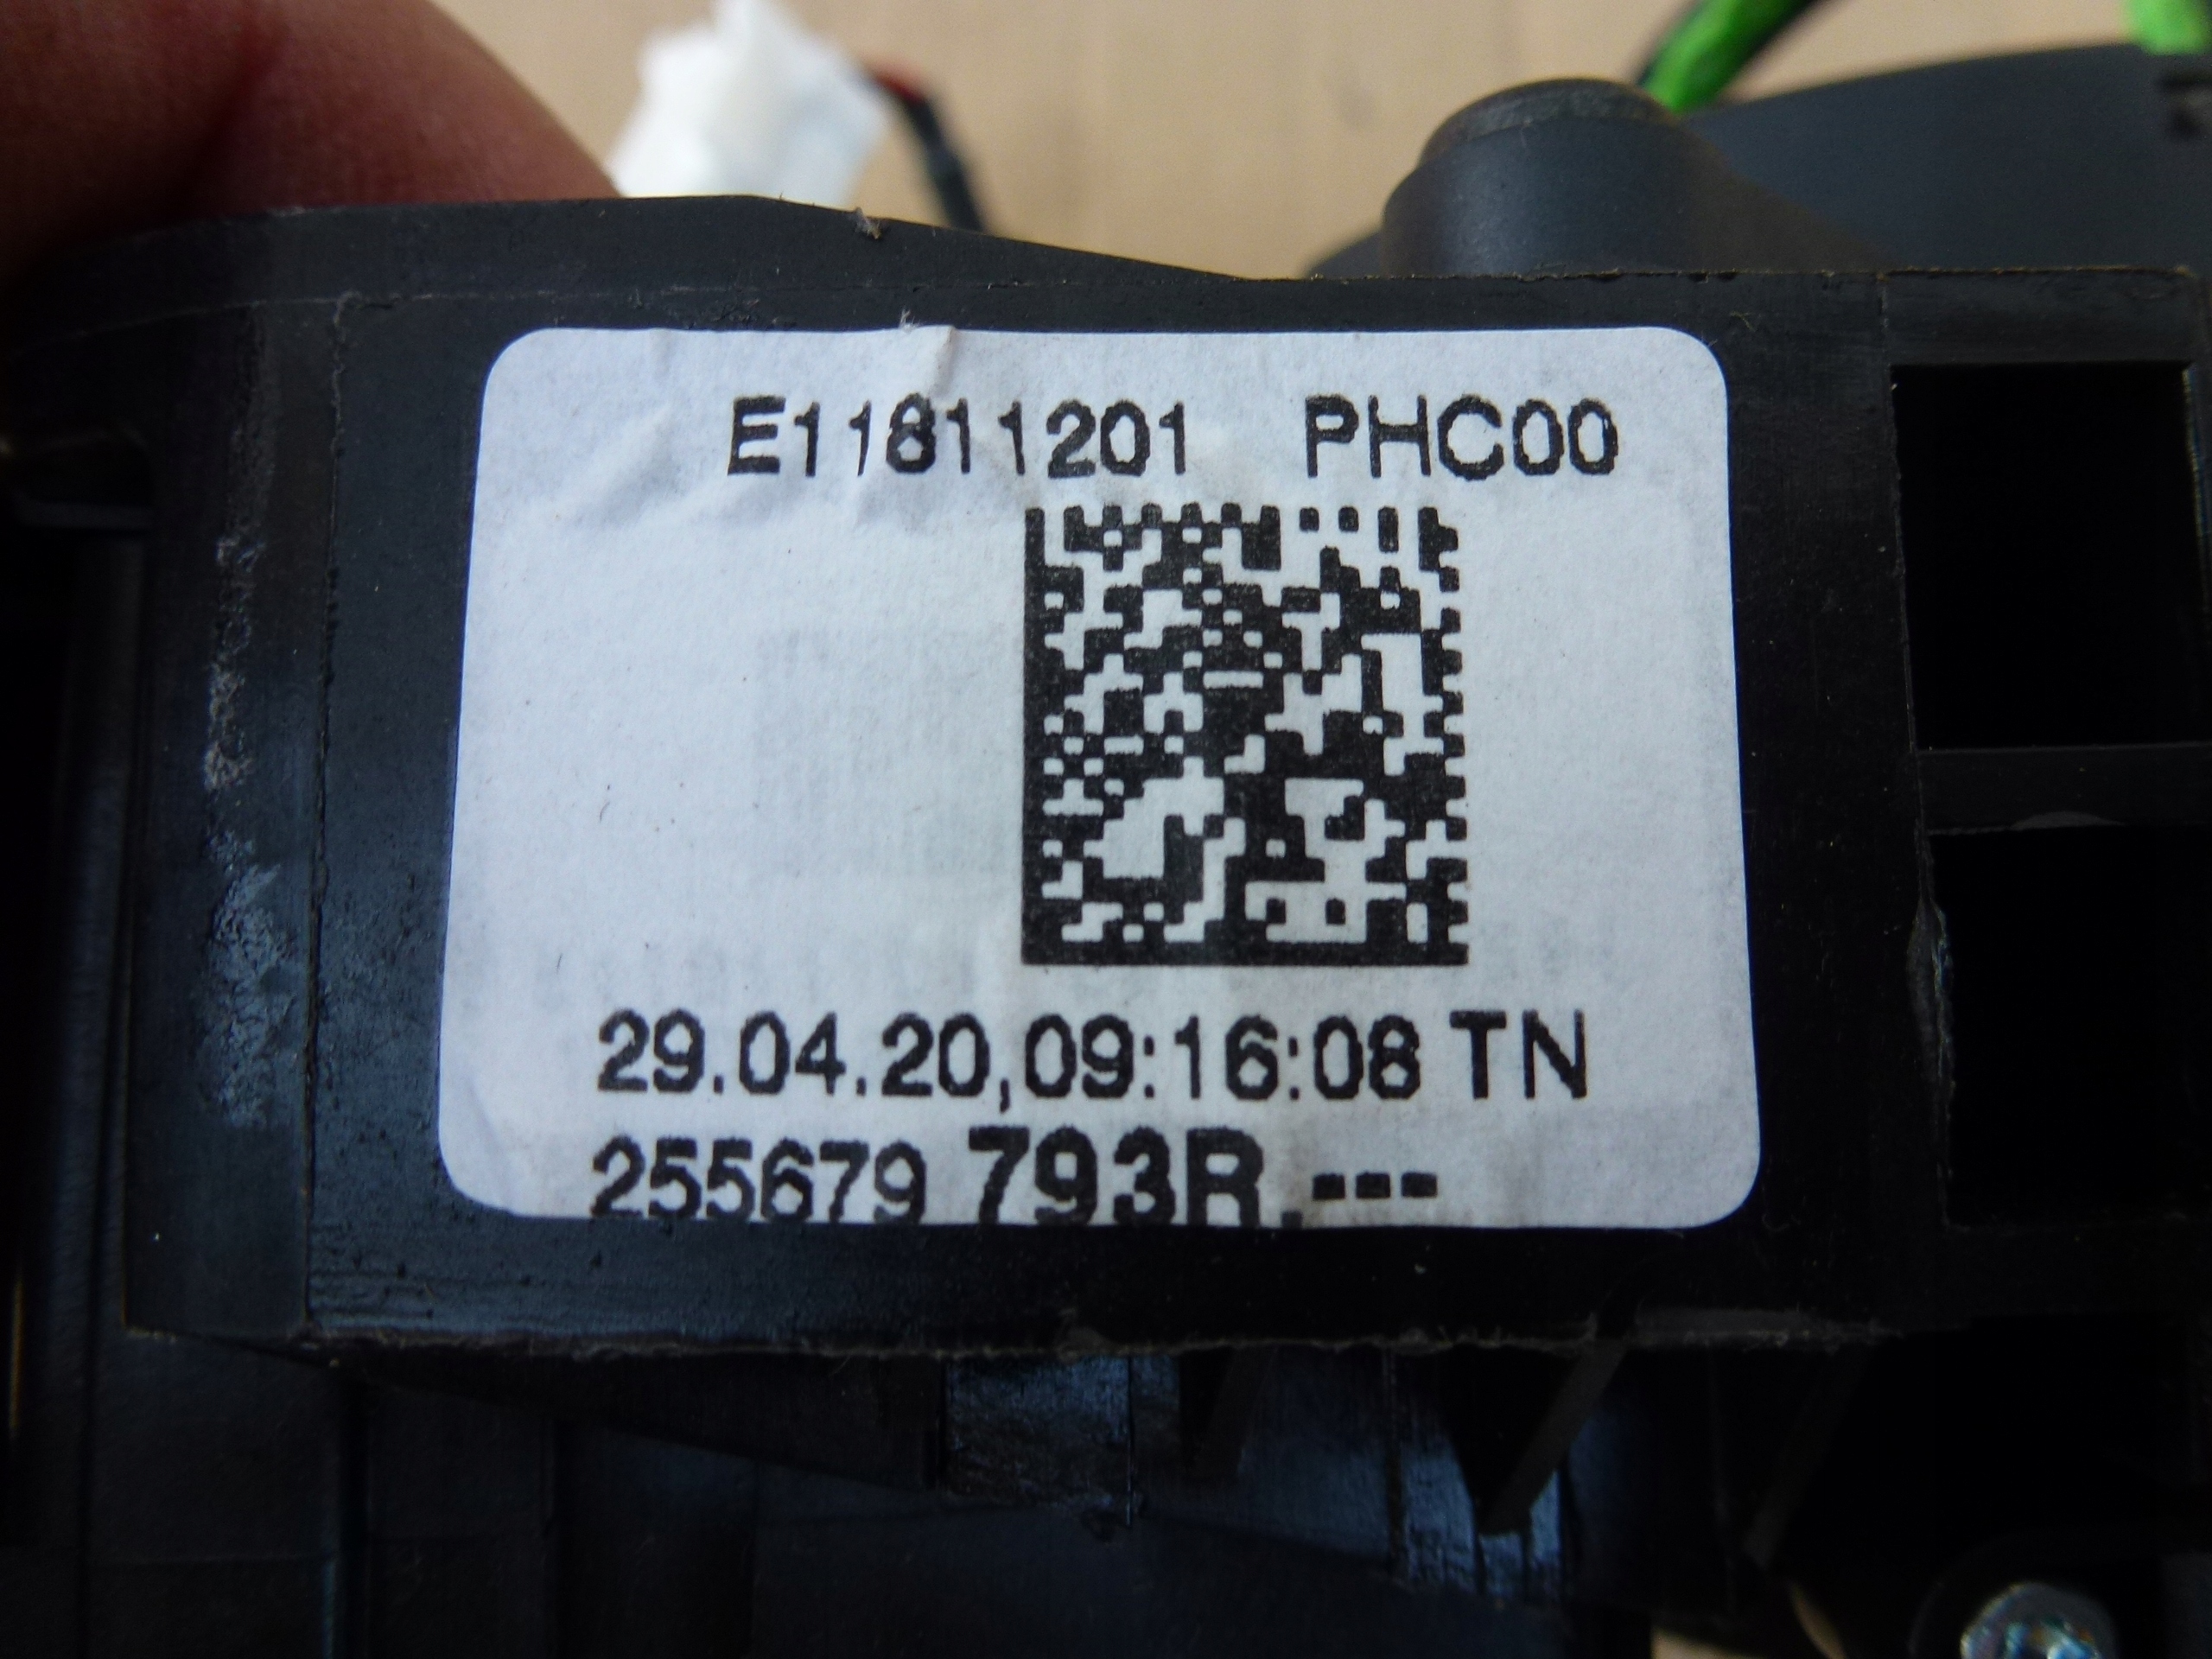 E11811201 PHC00
29.04.20,09:16:08 TN
255679 793R.---